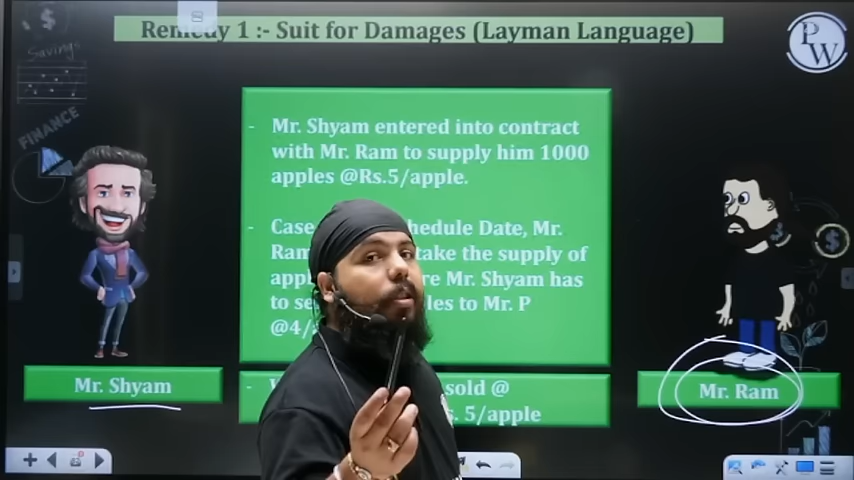 Remedy 1 :- Suit for Damages (Layman Language)
PW
Savings
FINANCE
- Mr. Shyam entered into contract
with Mr. Ram to supply him 1000
apples @Rs.5/apple.
- Case hedule Date, Mr.
Ram take the supply of
appl re Mr. Shyam has
to se les to Mr. P
@4/
sold @
5/apple
Mr. Shyam
Mr. Ram